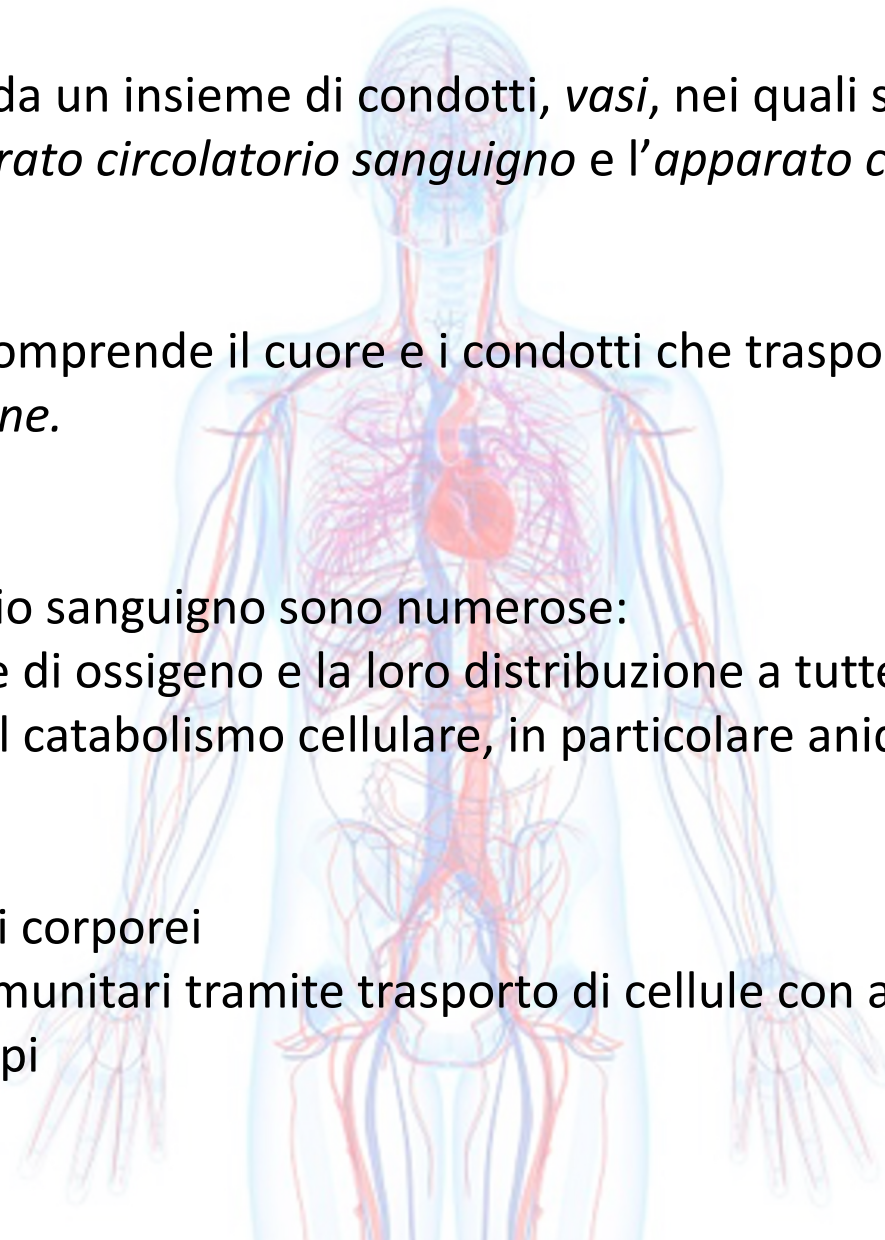 da un insieme di condotti, vasi, nei quali s
rato circolatorio sanguigno e l’apparato c
omprende il cuore e i condotti che traspo
ne.
io sanguigno sono numerose:
e di ossigeno e la loro distribuzione a tutte
l catabolismo cellulare, in particolare anid
i corporei
munitari tramite trasporto di cellule con a
pi